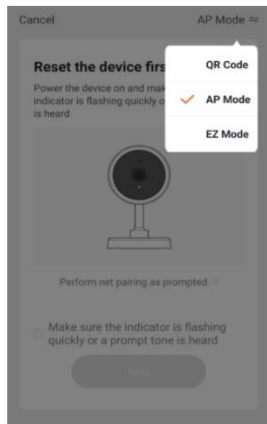 Cancel
AP Mode ⇌
QR Code
Reset the device firs
Power the device on and mak
AP Mode
indicator is flashing quickly o
is heard
EZ Mode
Perform net pairing as prompted. >
Make sure the indicator is flashing
quickly or a prompt tone is heard
Next